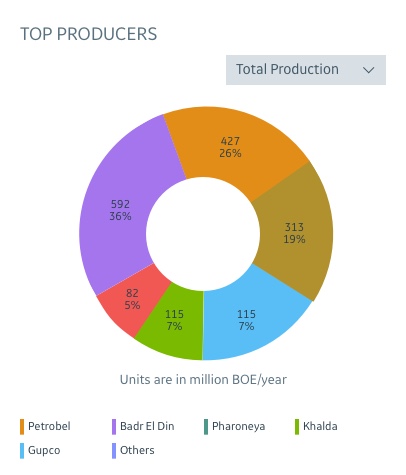 TOP PRODUCERS
Total Production
427
26%
592
36%
313
19%
82
5%
115
7%
115
7%
Units are in million BOE/year
Petrobel
Badr El Din
Pharoneya
Khalda
Gupco
Others